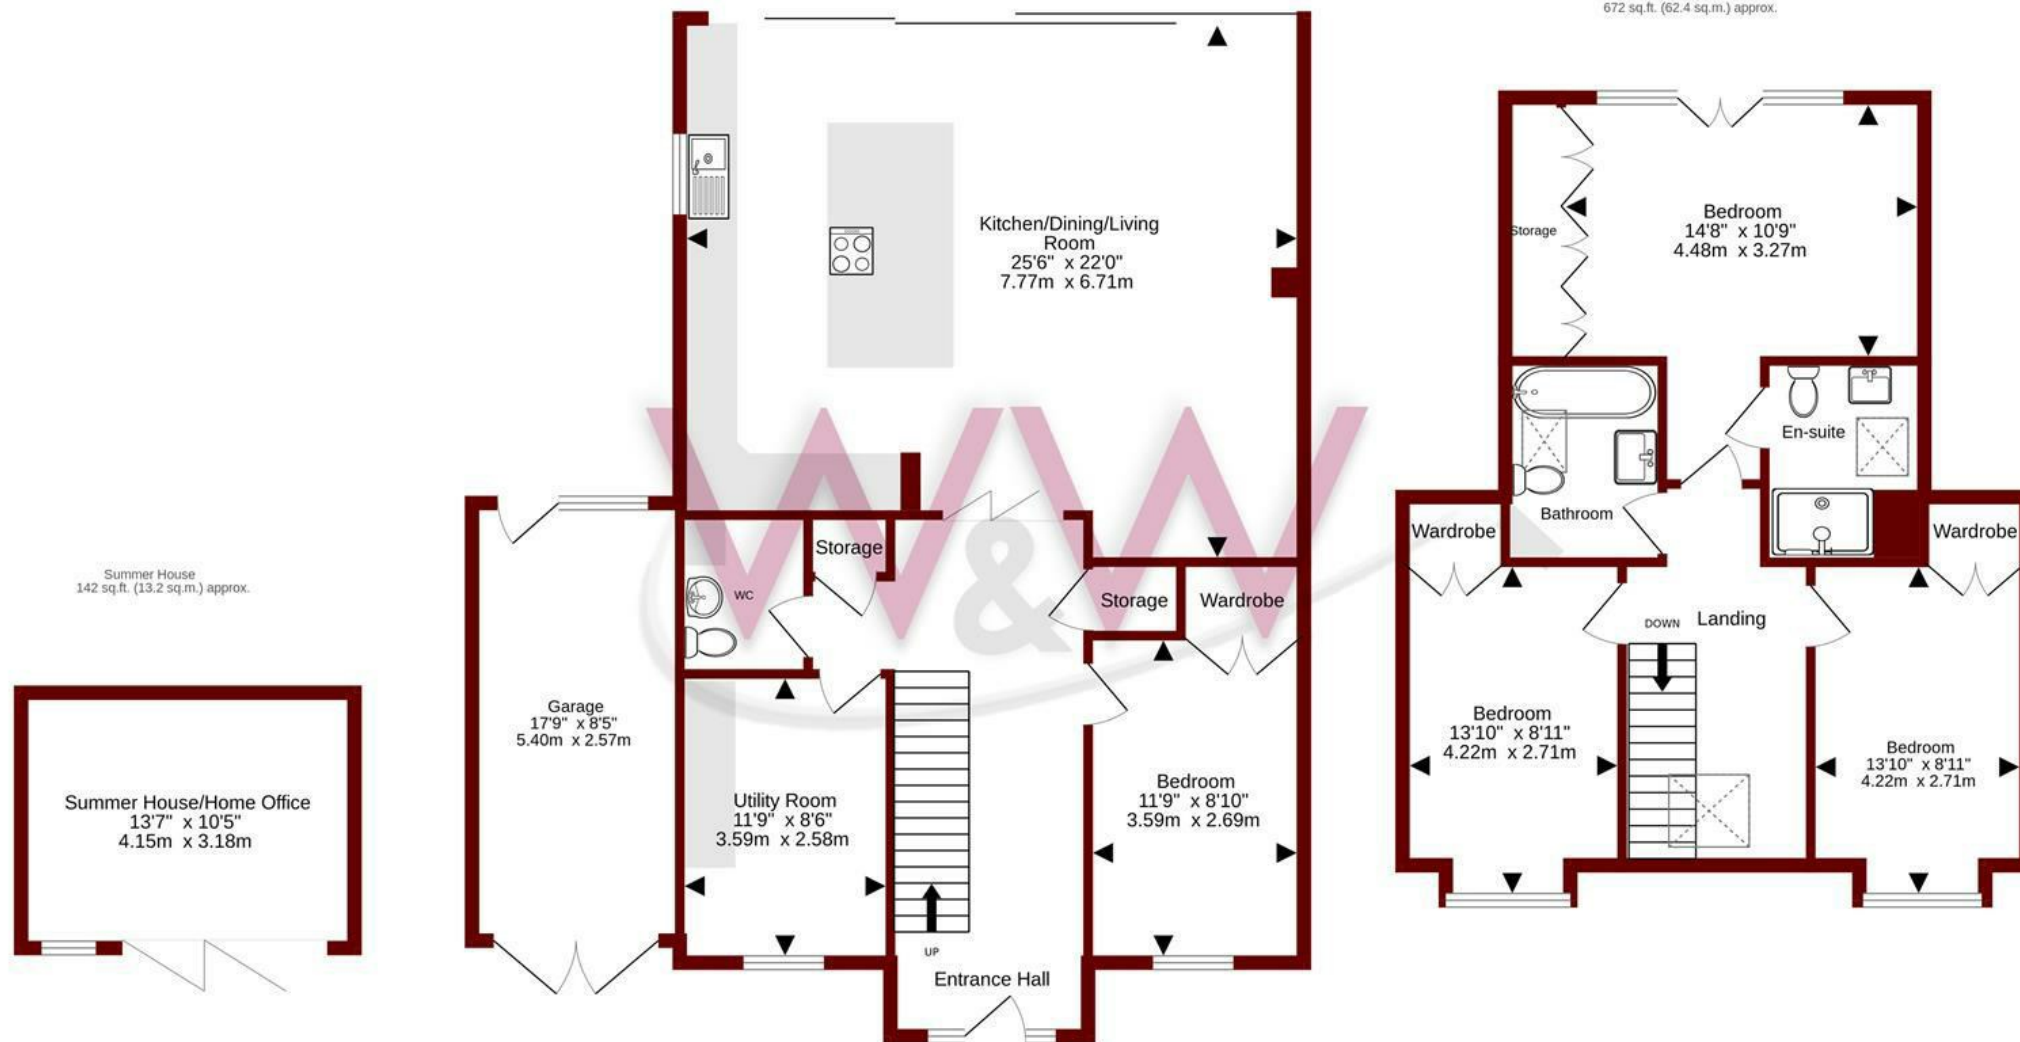 672 sq.ft. (62.4 sq.m.) approx.
Summer House
142 sq.ft. (13.2 sq.m.) approx.
Summer House/Home Office
13'7" x 10'5"
4.15m x 3.18m
Garage
17'9" x 8'5"
5.40m x 2.57m
Kitchen/Dining/Living
Room
25'6" x 22'0"
7.77m x 6.71m
WC
Storage
Storage
Wardrobe
Utility Room
11'9" x 8'6"
3.59m x 2.58m
UP
Entrance Hall
Bedroom
11'9" x 8'10"
3.59m x 2.69m
W&W
Storage
Bedroom
14'8" x 10'9"
4.48m x 3.27m
En-suite
Bathroom
Wardrobe
Wardrobe
DOWN
Landing
Bedroom
13'10" x 8'11"
4.22m x 2.71m
Bedroom
13'10" x 8'11"
4.22m x 2.71m